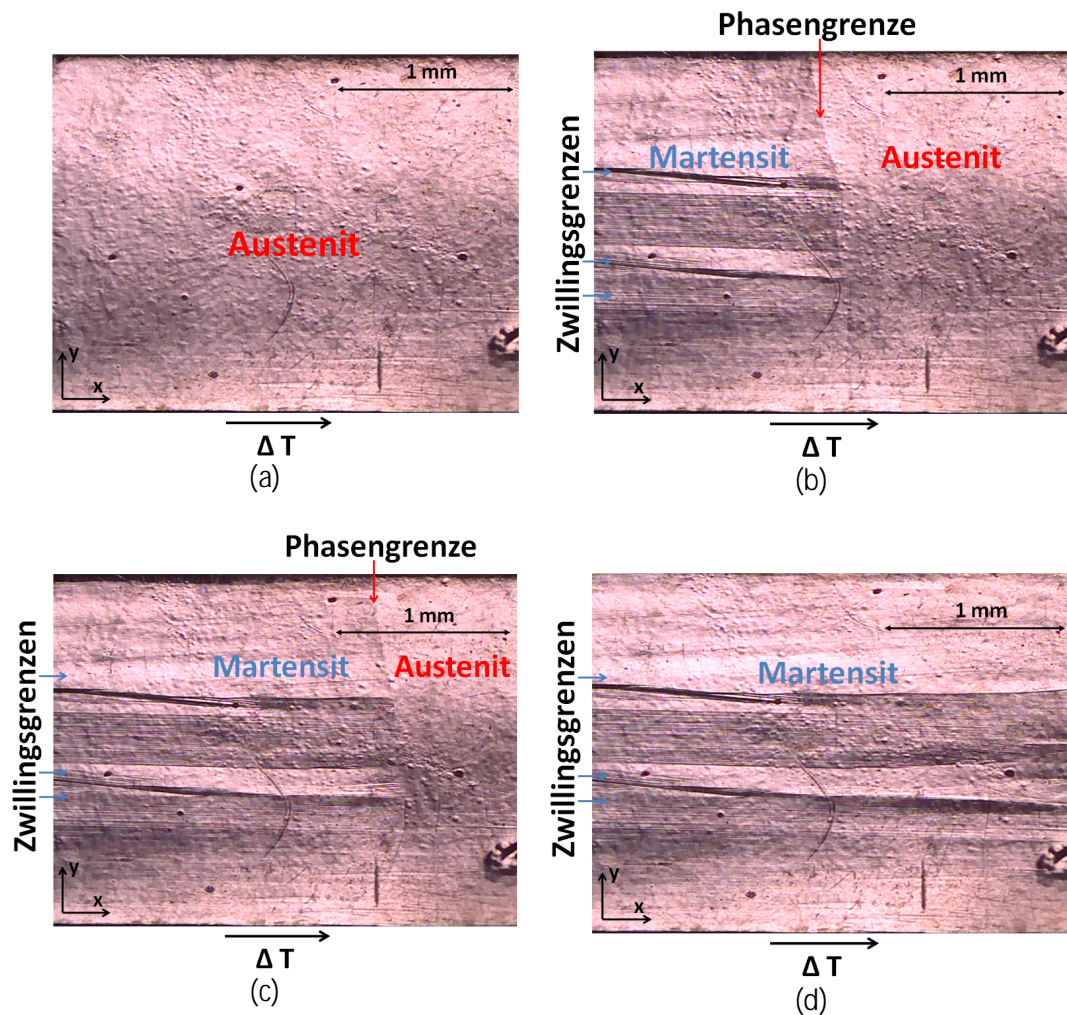 1 mm
Austenit
y
x
Δ T
(a)
Phasengrenze
1 mm
Martensit
Austenit
Zwillingsgrenzen
y
x
Δ T
(b)
Phasengrenze
1 mm
Martensit
Austenit
Zwillingsgrenzen
y
x
Δ T
(c)
1 mm
Martensit
Zwillingsgrenzen
y
x
Δ T
(d)